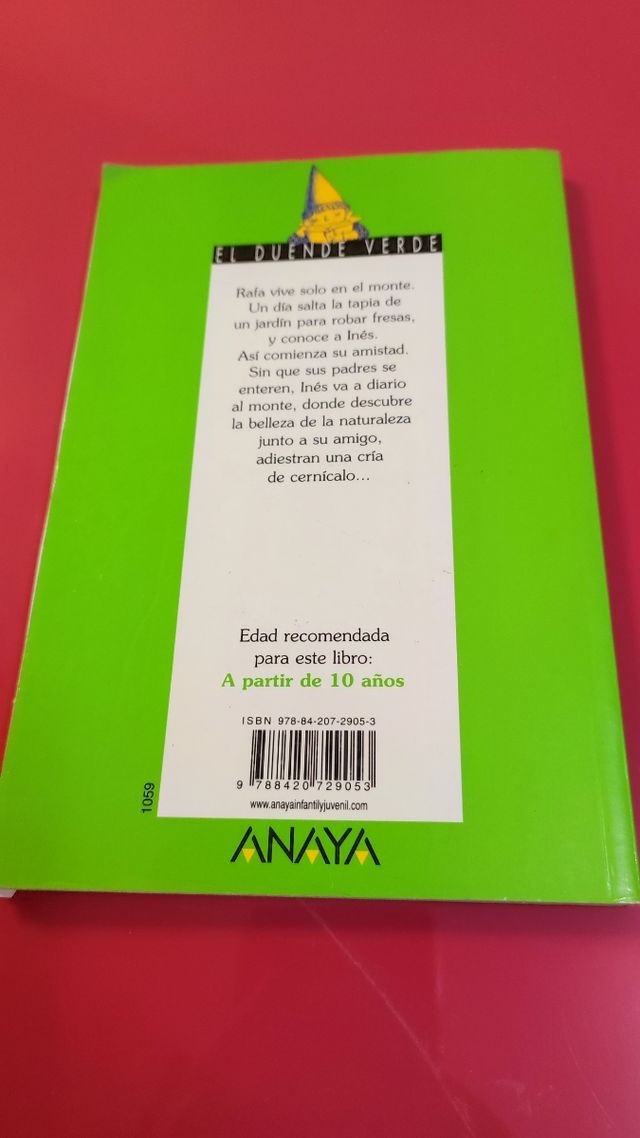 EL DUENDE VERDE
Rafa vive solo en el monte.
Un día salta la tapia de
un jardín para robar fresas,
y conoce a Inés.
Así comienza su amistad.
Sin que sus padres se
enteren, Inés va a diario
al monte, donde descubre
la belleza de la naturaleza
junto a su amigo,
adiestran una cría
de cernícalo...
Edad recomendada
para este libro:
A partir de 10 años
ISBN 978-84-207-2905-3
9 788420 729053
www.anayainfantilyjuvenil.com
1059
ANAYA